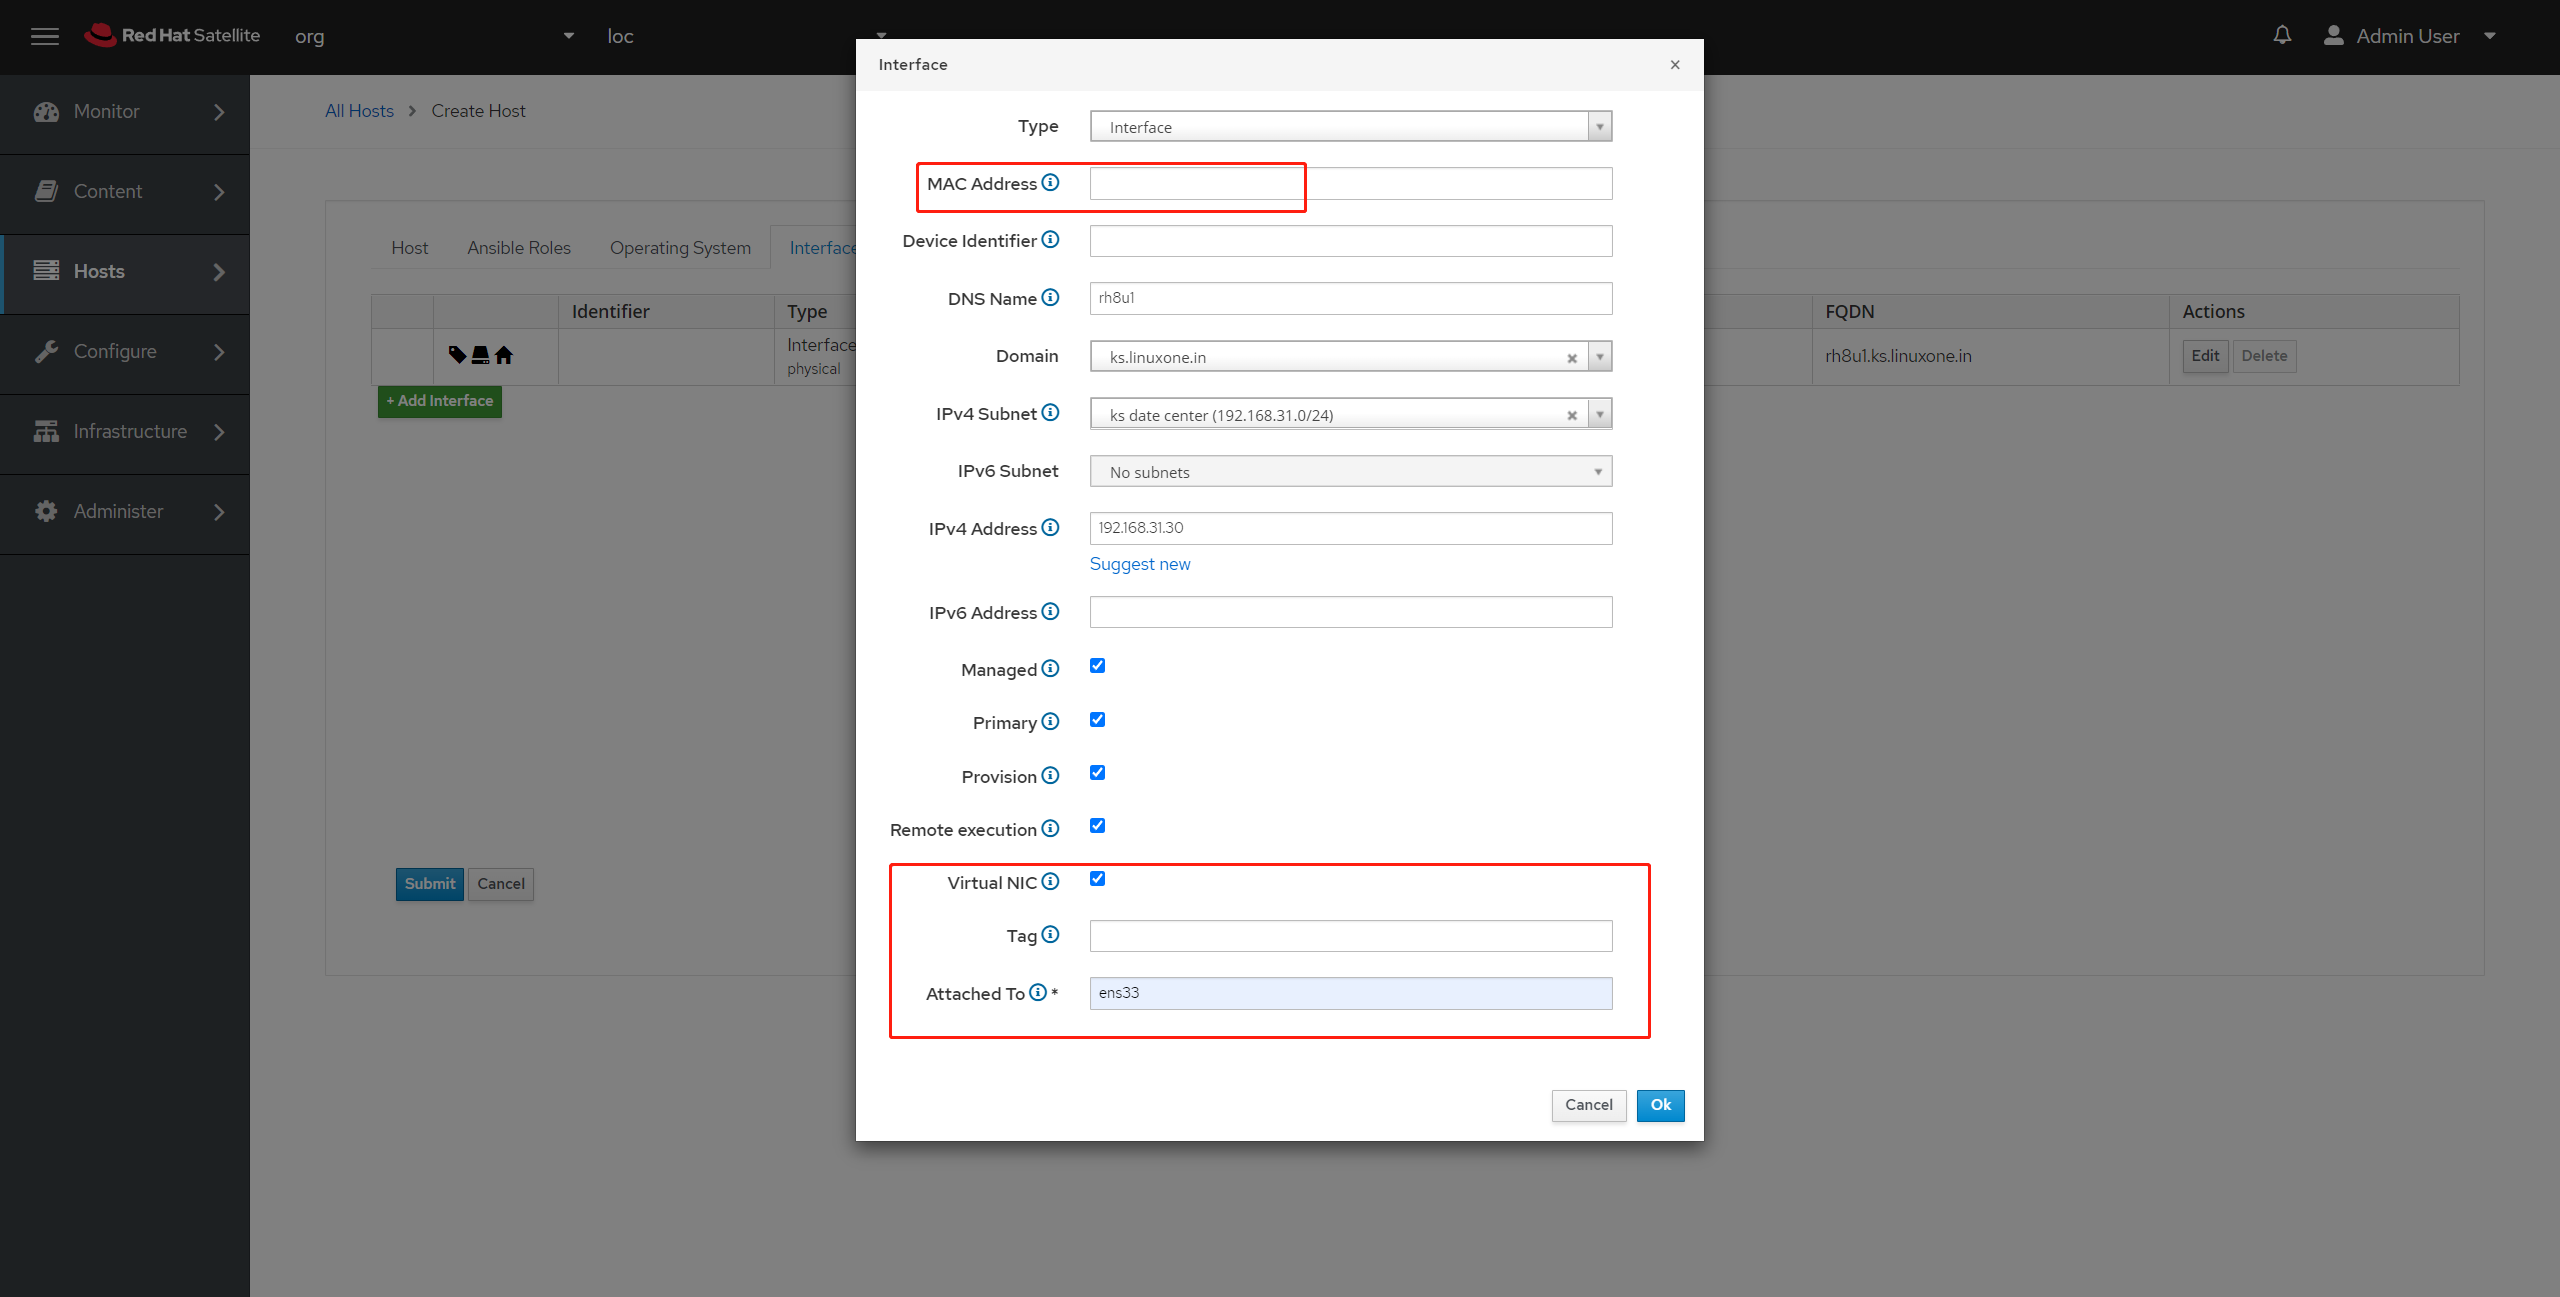 Red Hat Satellite org loc Admin User
Interface ×
Monitor
Content
Hosts
Configure
Infrastructure
Administer
All Hosts > Create Host
Host Ansible Roles Operating System Interface
Identifier Type FQDN Actions
Interface
physical
rh8u1.ks.linuxone.in Edit Delete
+ Add Interface
Submit Cancel
Type Interface
MAC Address
Device Identifier
DNS Name rh8u1
Domain ks.linuxone.in
IPv4 Subnet ks date center (192.168.31.0/24)
IPv6 Subnet No subnets
IPv4 Address 192.168.31.30
Suggest new
IPv6 Address
Managed
Primary
Provision
Remote execution
Virtual NIC
Tag
Attached To * ens33
Cancel Ok